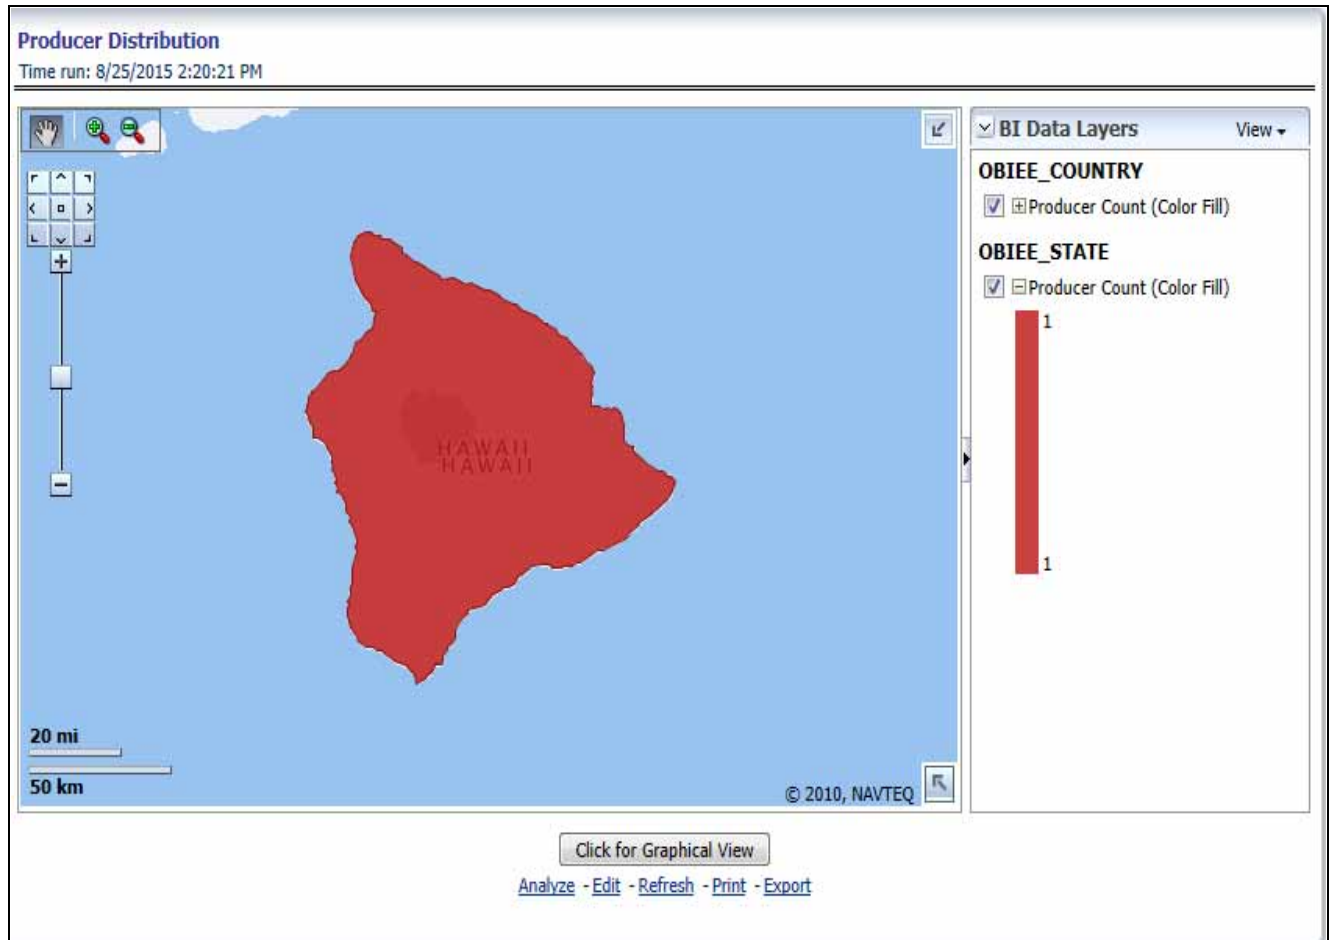 Producer Distribution
Time run: 8/25/2015 2:20:21 PM
BI Data Layers
View
OBIEE_COUNTRY
Producer Count (Color Fill)
OBIEE_STATE
Producer Count (Color Fill)
1
1
HAWAII
HAWAII
20 mi
50 km
© 2010, NAVTEQ
Click for Graphical View
Analyze - Edit - Refresh - Print - Export